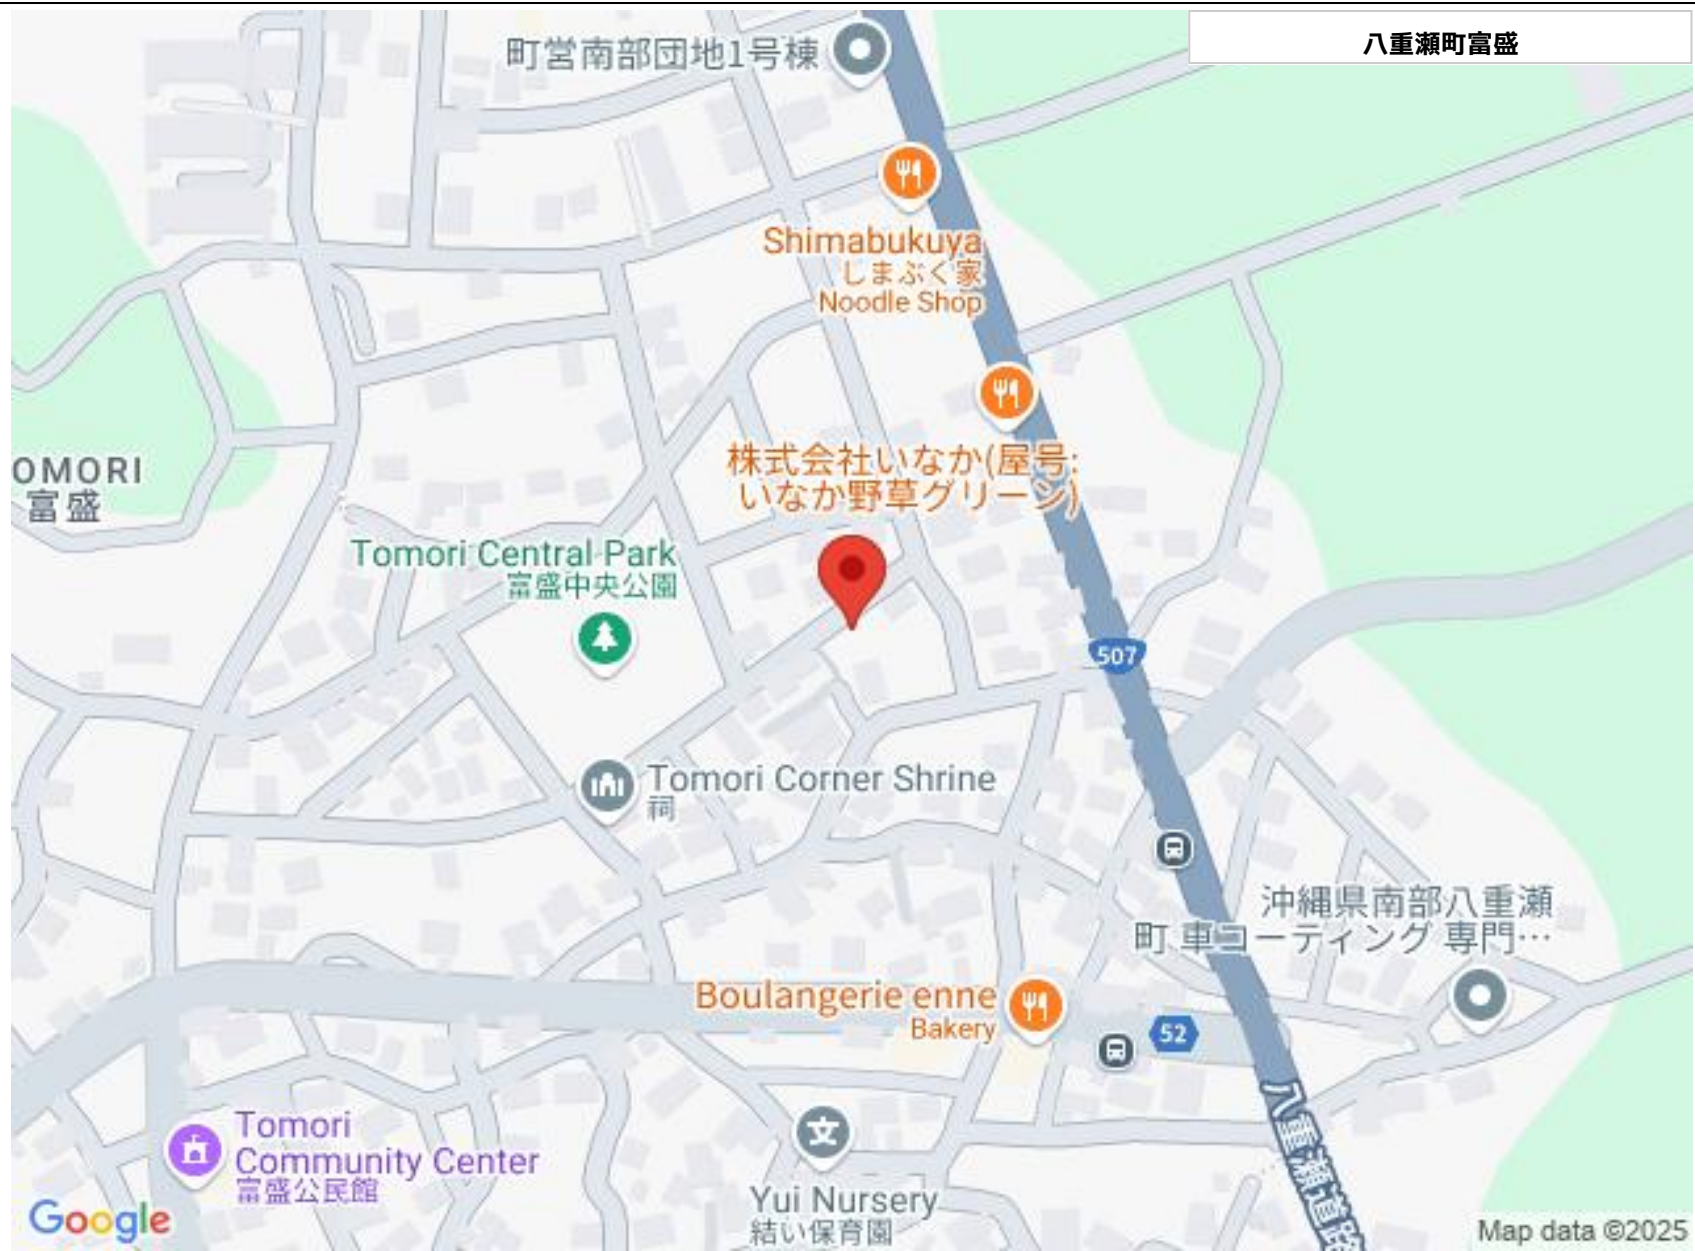 八重瀬町富盛
町営南部団地1号棟
Shimabukuya
しまぶく家
Noodle Shop
株式会社いなか(屋号:
いなか野草グリーン)
OMORI
富盛
Tomori Central Park
富盛中央公園
507
Tomori Corner Shrine
祠
沖縄県南部八重瀬
町 車コーティング 専門…
Boulangerie enne
Bakery
52
八重瀬道路
Tomori
Community Center
富盛公民館
文
Yui Nursery
結い保育園
Google
Map data ©2025